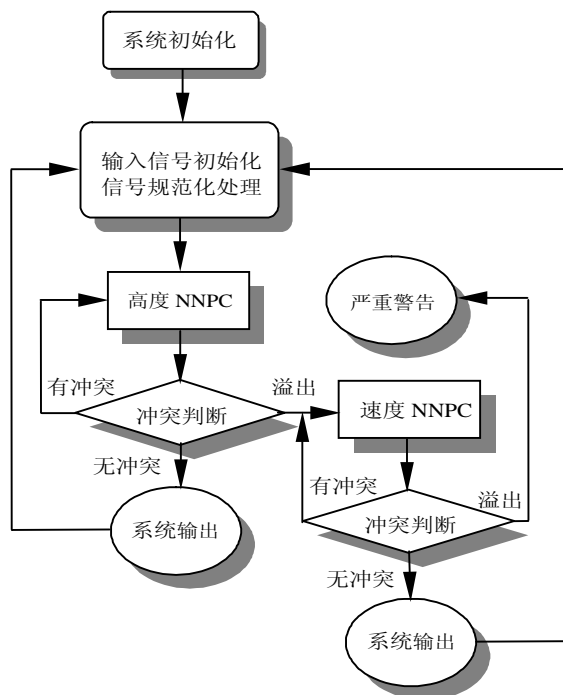 系统初始化
输入信号初始化
信号规范化处理
高度 NNPC
严重警告
有冲突
溢出
冲突判断
速度 NNPC
无冲突
有冲突
溢出
系统输出
冲突判断
无冲突
系统输出